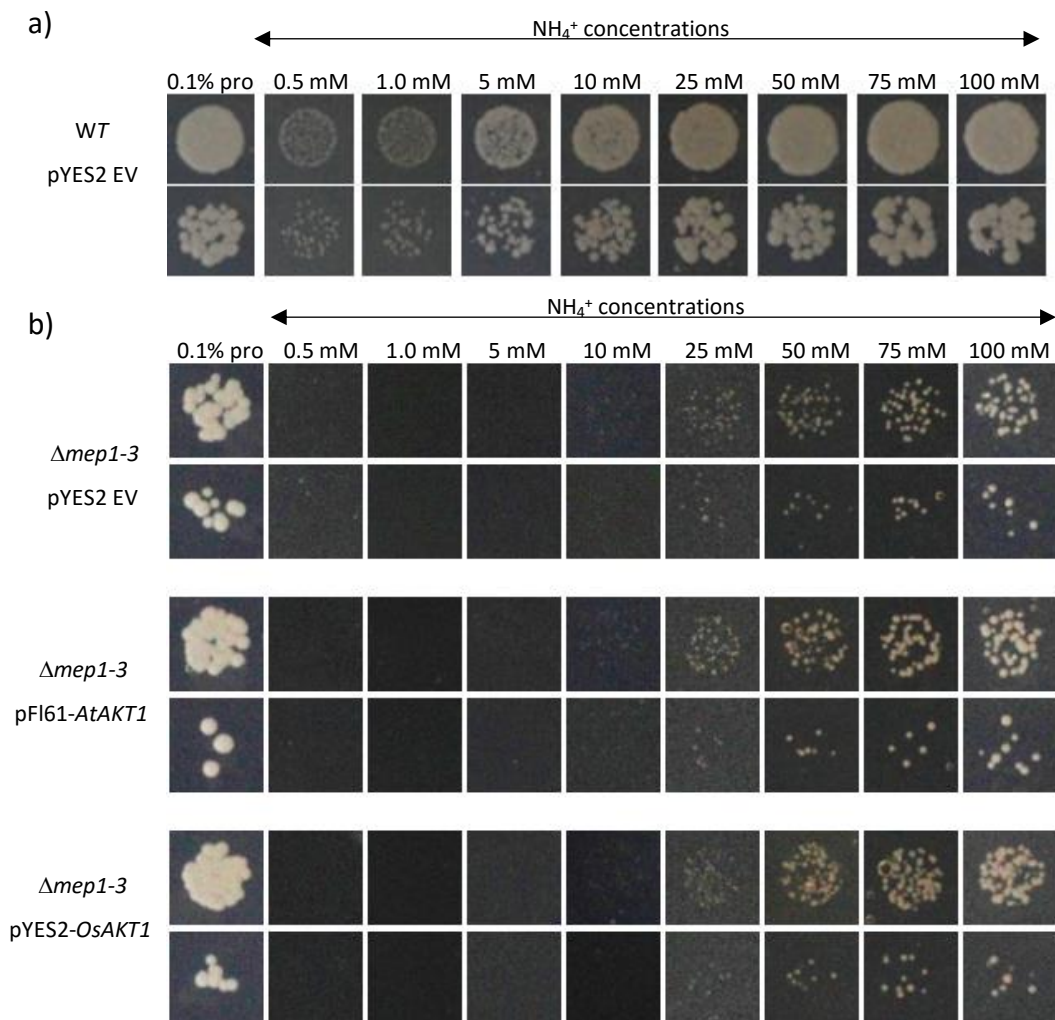 a)
NH₄⁺ concentrations
0.1% pro 0.5 mM 1.0 mM 5 mM 10 mM 25 mM 50 mM 75 mM 100 mM
WT
pYES2 EV
b)
NH₄⁺ concentrations
0.1% pro 0.5 mM 1.0 mM 5 mM 10 mM 25 mM 50 mM 75 mM 100 mM
Δmep1-3
pYES2 EV
Δmep1-3
pFl61-AtAKT1
Δmep1-3
pYES2-OsAKT1